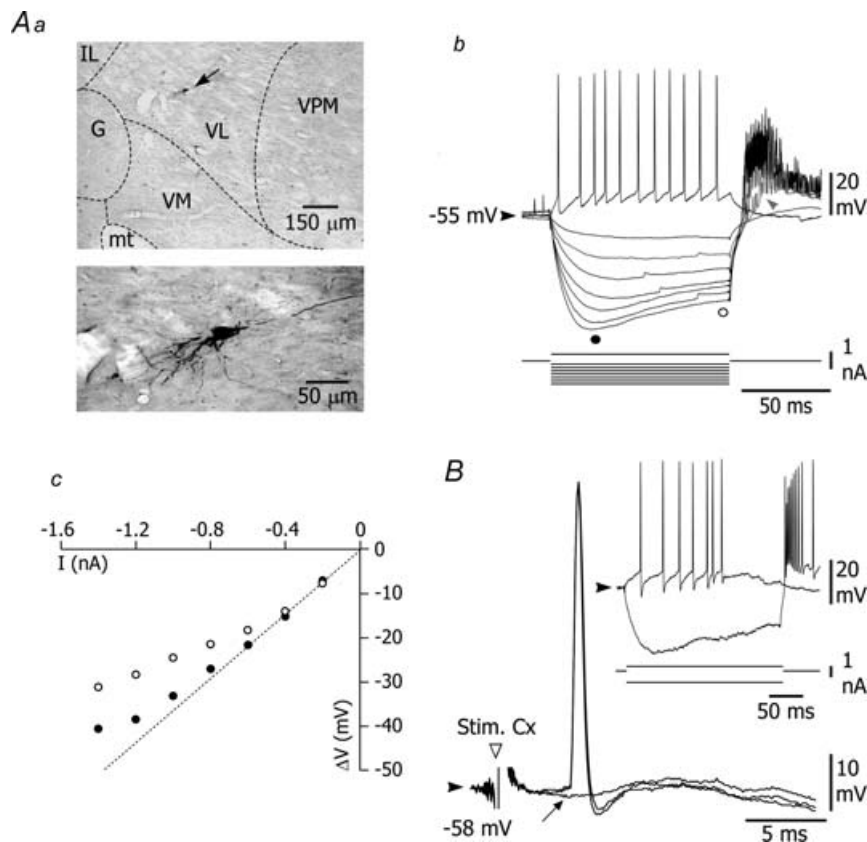 A a
IL
VPM
G
VL
VM
150 μm
mt
50 μm
b
20
mV
-55 mV
1
nA
50 ms
c
-1.6 -1.2 -0.8 -0.4 0
I (nA)
0
-10
-20
-30
-40
-50
ΔV (mV)
B
20
mV
1
nA
50 ms
Stim. Cx
10
mV
-58 mV
5 ms